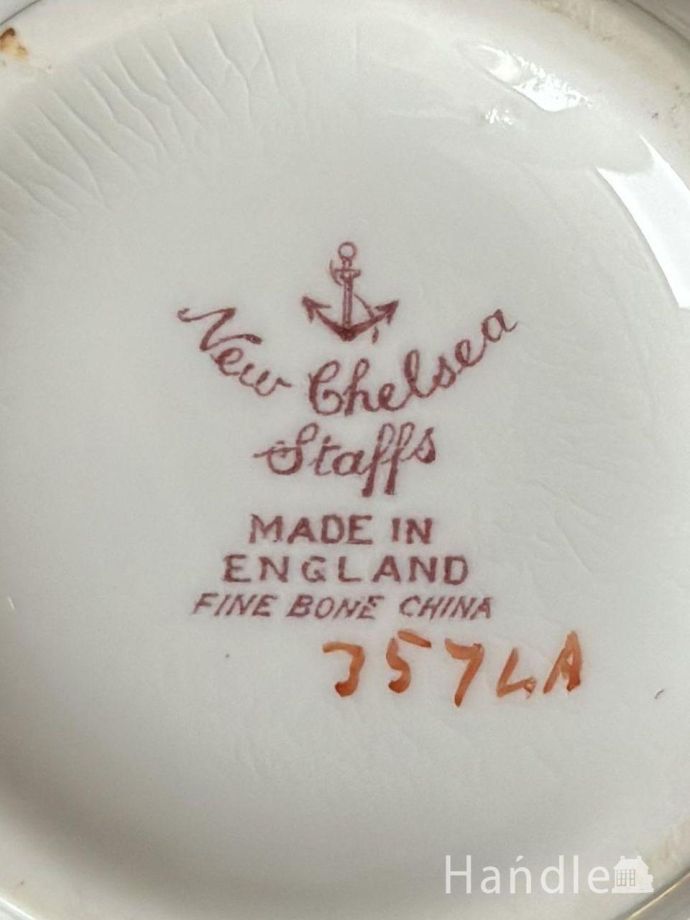 New Chelsea
Staffs
MADE IN
ENGLAND
FINE BONE CHINA
3574A
Handle